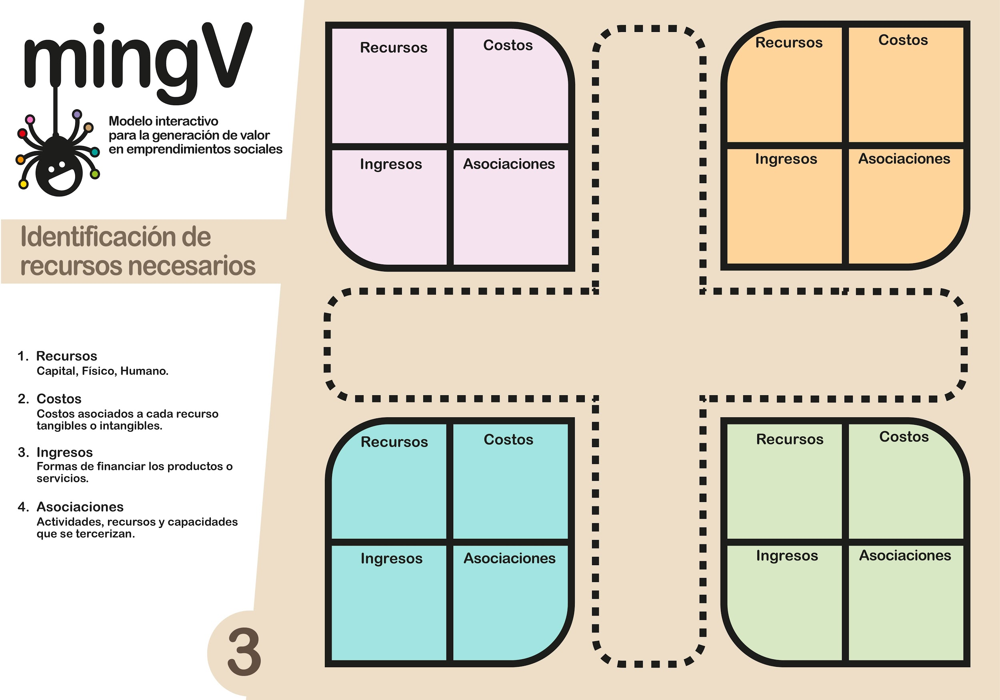 mingV
Modelo interactivo
para la generación de valor
en emprendimientos sociales
Identificación de
recursos necesarios
1. Recursos
Capital, Físico, Humano.
2. Costos
Costos asociados a cada recurso
tangibles o intangibles.
3. Ingresos
Formas de financiar los productos o
servicios.
4. Asociaciones
Actividades, recursos y capacidades
que se tercerizan.
3
Recursos Costos
Ingresos Asociaciones
Recursos Costos
Ingresos Asociaciones
Recursos Costos
Ingresos Asociaciones
Recursos Costos
Ingresos Asociaciones